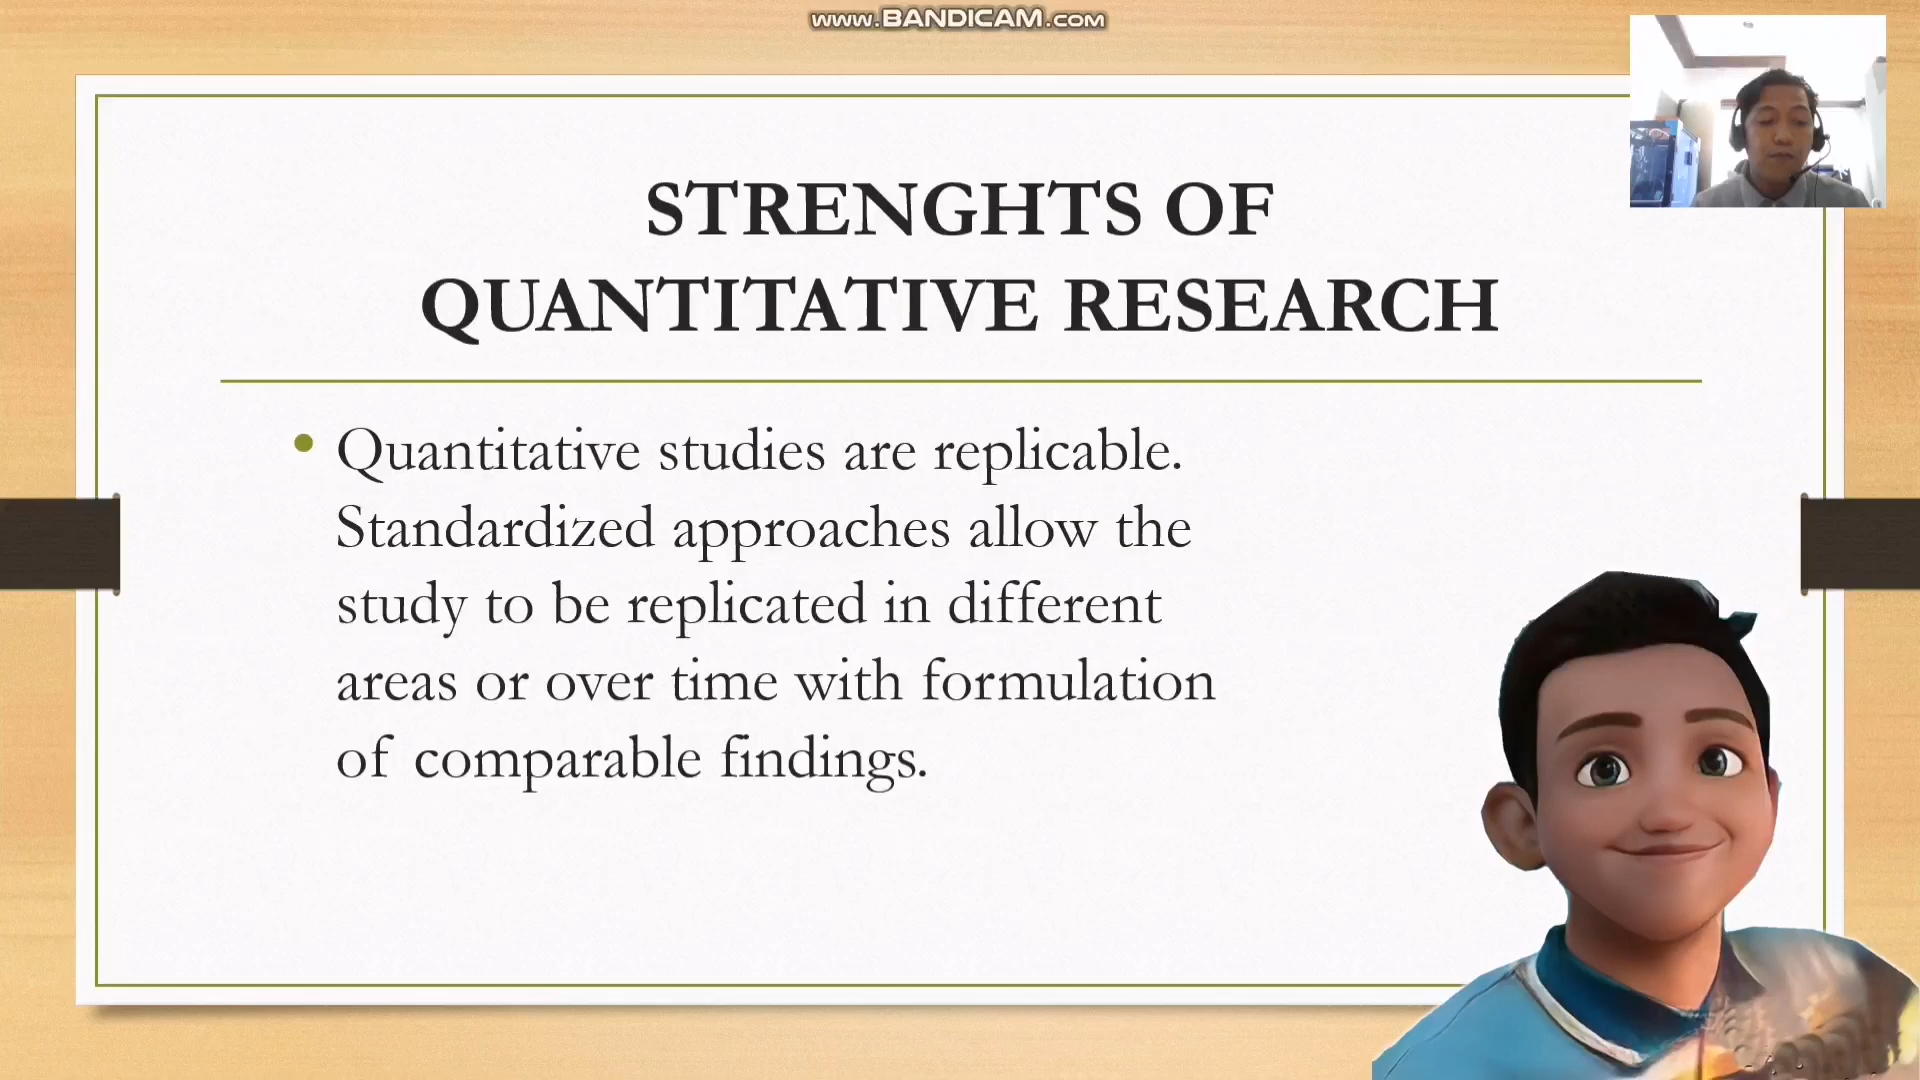 www.BANDICAM.com
STRENGHTS OF
QUANTITATIVE RESEARCH
• Quantitative studies are replicable.
Standardized approaches allow the
study to be replicated in different
areas or over time with formulation
of comparable findings.